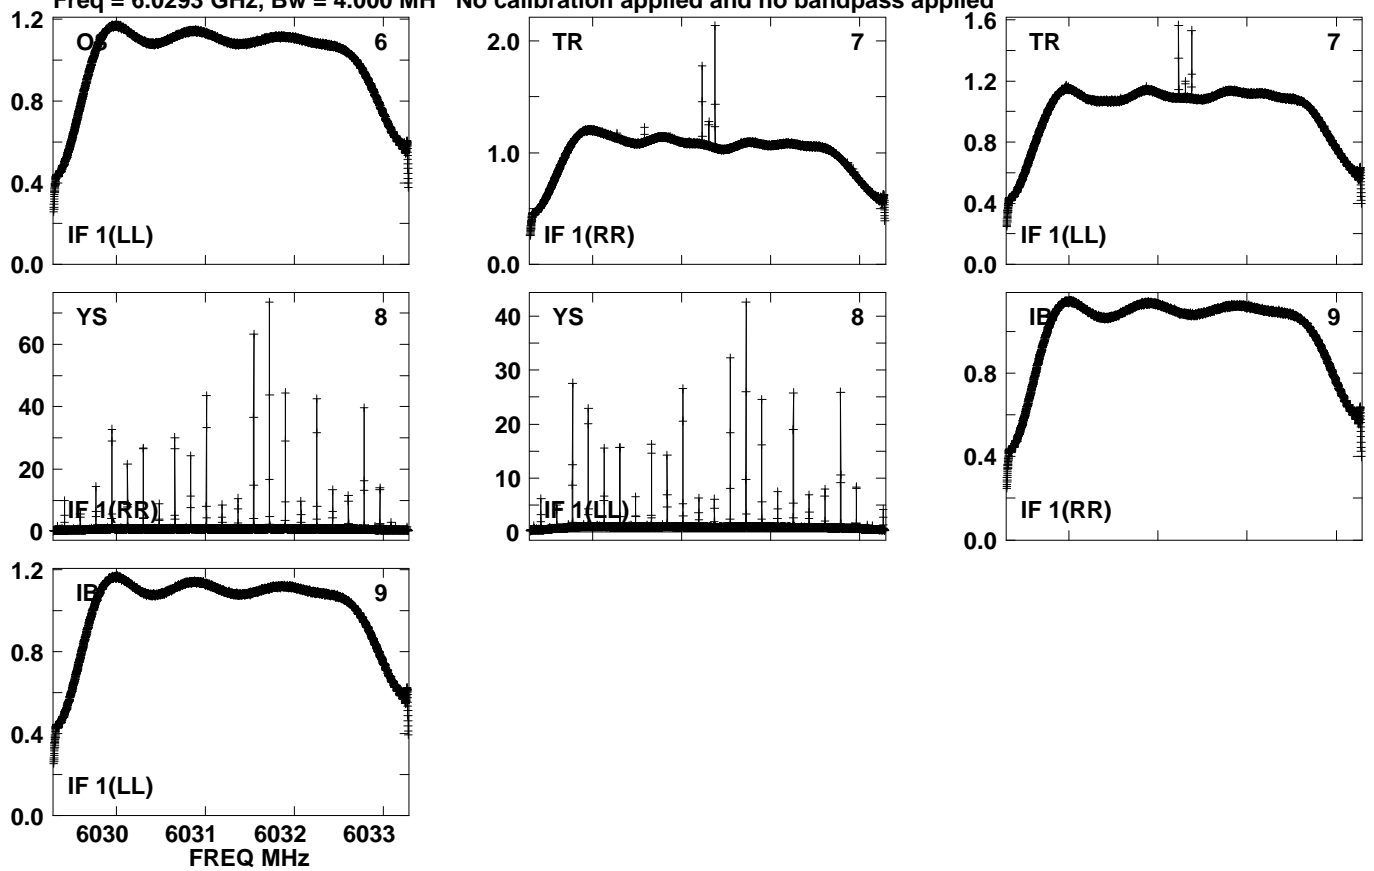 Freq = 6.0293 GHz, Bw = 4.000 MH   No calibration applied and no bandpass applied
1.2
0.8
0.4
0.0
OS
6
IF 1(LL)
2.0
1.0
0.0
TR
7
IF 1(RR)
1.6
1.2
0.8
0.4
0.0
TR
7
IF 1(LL)
60
40
20
0
YS
8
IF 1(RR)
40
30
20
10
0
YS
8
IF 1(LL)
0.8
0.4
0.0
IB
9
IF 1(RR)
1.2
0.8
0.4
0.0
IB
9
IF 1(LL)
6030 6031 6032 6033
FREQ MHz